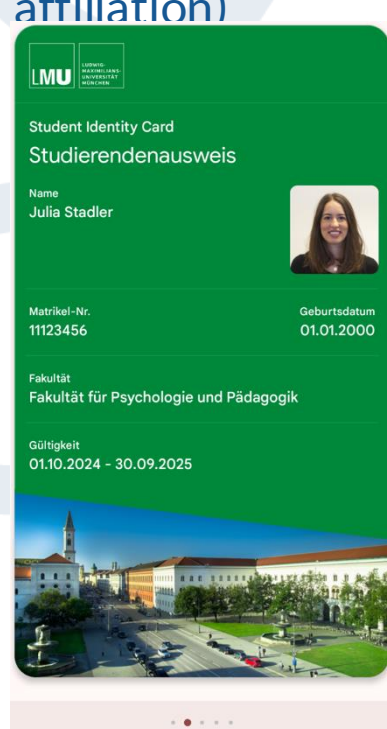 affiliation)
LMU
LUDWIG-
MAXIMILIANS-
UNIVERSITÄT
MÜNCHEN
Student Identity Card
Studierendenausweis
Name
Julia Stadler
Matrikel-Nr.
Geburtsdatum
11123456
01.01.2000
Fakultät
Fakultät für Psychologie und Pädagogik
Gültigkeit
01.10.2024 - 30.09.2025